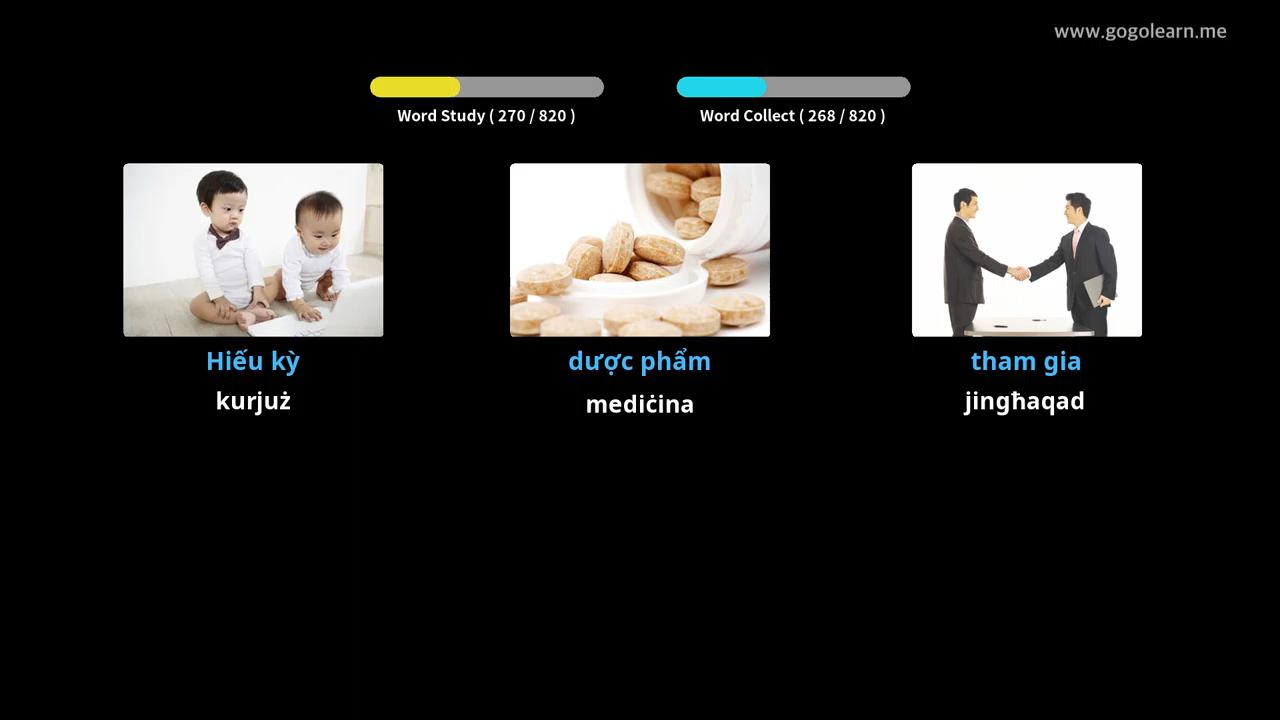 www.gogolearn.me
Word Study ( 270 / 820 )
Word Collect ( 268 / 820 )
Hiếu kỳ
dược phẩm
tham gia
kurjuż
mediċina
jingħaqad